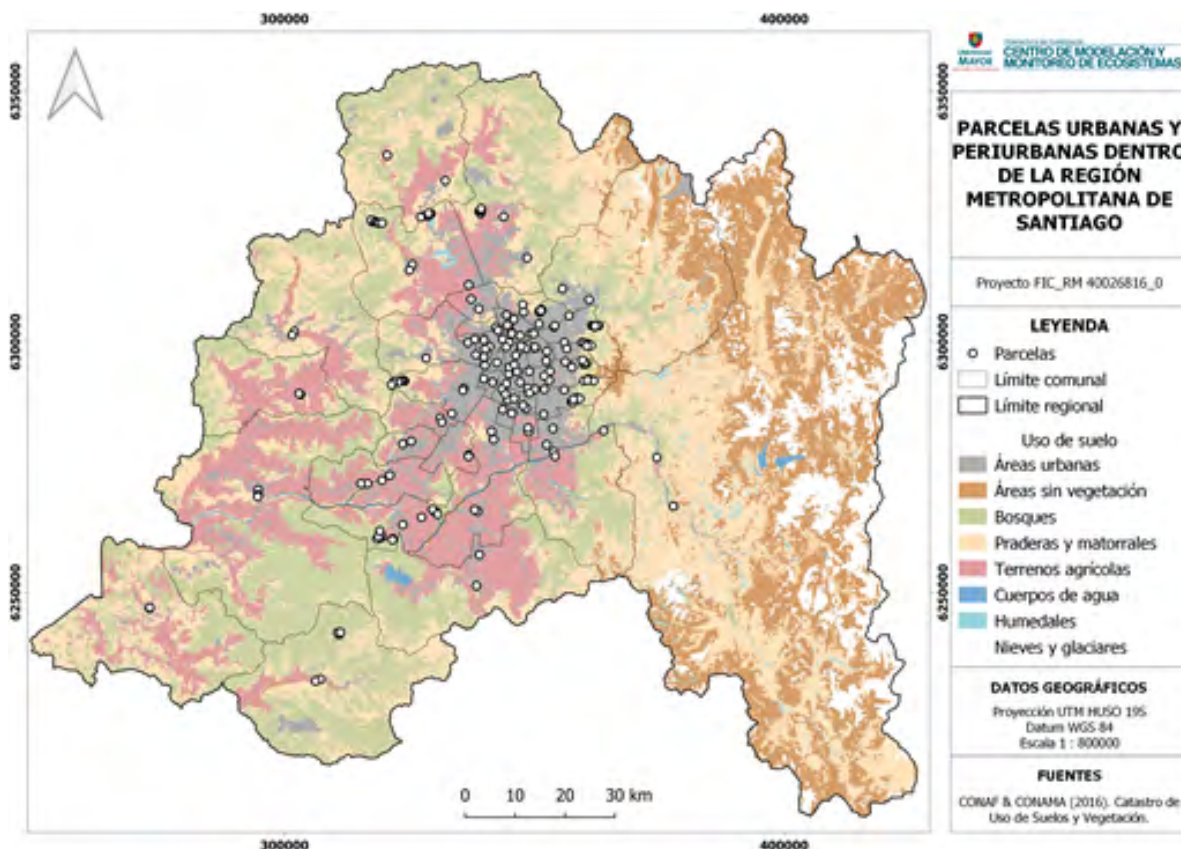 300000 400000
6350000 6350000
6300000 6300000
6250000 6250000
300000 400000
0 10 20 30 km
UNIVERSIDAD
MAYOR
CENTRO DE MODELACIÓN Y
MONITOREO DE ECOSISTEMAS
PARCELAS URBANAS Y
PERIURBANAS DENTRO
DE LA REGIÓN
METROPOLITANA DE
SANTIAGO
Proyecto FIC_RM 40026816_0
LEYENDA
Parcelas
Límite comunal
Límite regional
Uso de suelo
Áreas urbanas
Áreas sin vegetación
Bosques
Praderas y matorrales
Terrenos agrícolas
Cuerpos de agua
Humedales
Nieves y glaciares
DATOS GEOGRÁFICOS
Proyección UTM HUSO 19S
Datum WGS 84
Escala 1 : 800000
FUENTES
CONAF & CONAMA (2016). Catastro de
Uso de Suelos y Vegetación.